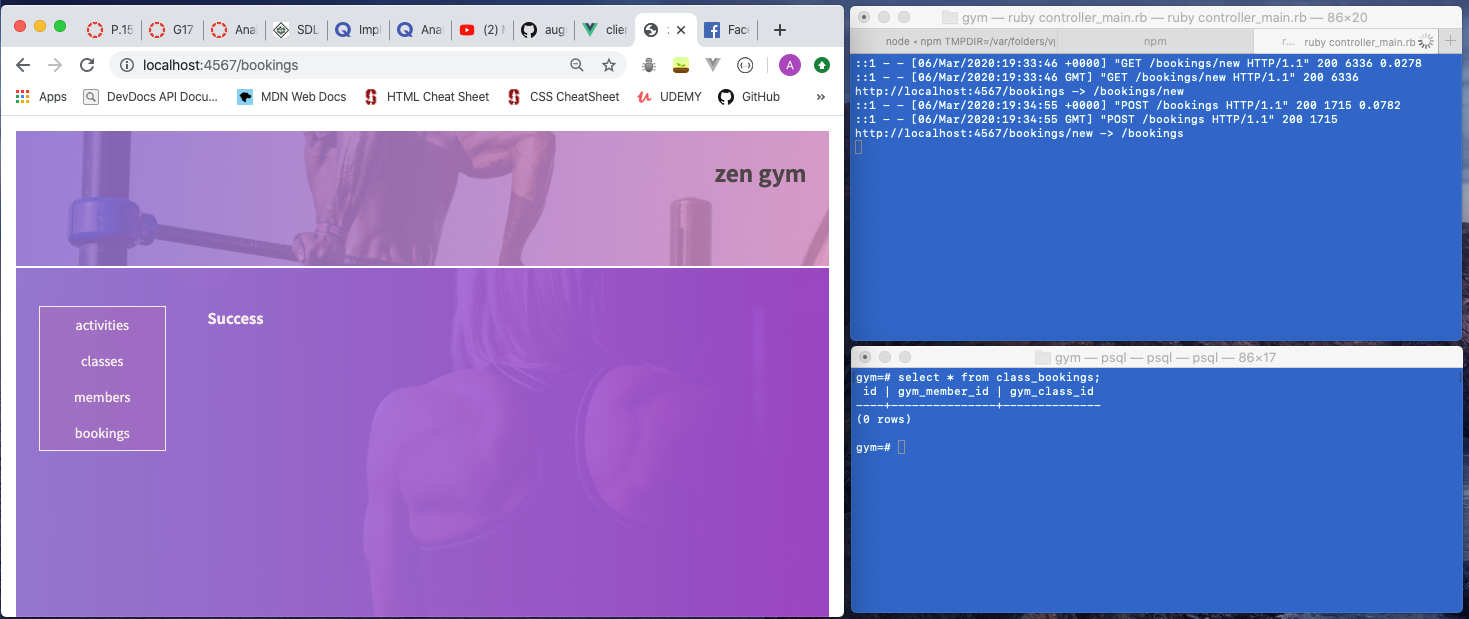 P.15
G17
Ana
SDL
Impl
Anal
(2)
aug
clier
Face
localhost:4567/bookings
A
Apps
DevDocs API Docu...
MDN Web Docs
HTML Cheat Sheet
CSS CheatSheet
UDEMY
GitHub
»
zen gym
activities
classes
members
bookings
Success
gym — ruby controller_main.rb — ruby controller_main.rb — 86×20
node • npm TMPDIR=/var/folders/vp
npm
r... ruby controller_main.rb
::1 - - [06/Mar/2020:19:33:46 +0000] "GET /bookings/new HTTP/1.1" 200 6336 0.0278
::1 - - [06/Mar/2020:19:33:46 GMT] "GET /bookings/new HTTP/1.1" 200 6336
http://localhost:4567/bookings -> /bookings/new
::1 - - [06/Mar/2020:19:34:55 +0000] "POST /bookings HTTP/1.1" 200 1715 0.0782
::1 - - [06/Mar/2020:19:34:55 GMT] "POST /bookings HTTP/1.1" 200 1715
http://localhost:4567/bookings/new -> /bookings
gym — psql — psql — psql — 86×17
gym=# select * from class_bookings;
id | gym_member_id | gym_class_id
----+---------------+--------------
(0 rows)
gym=#